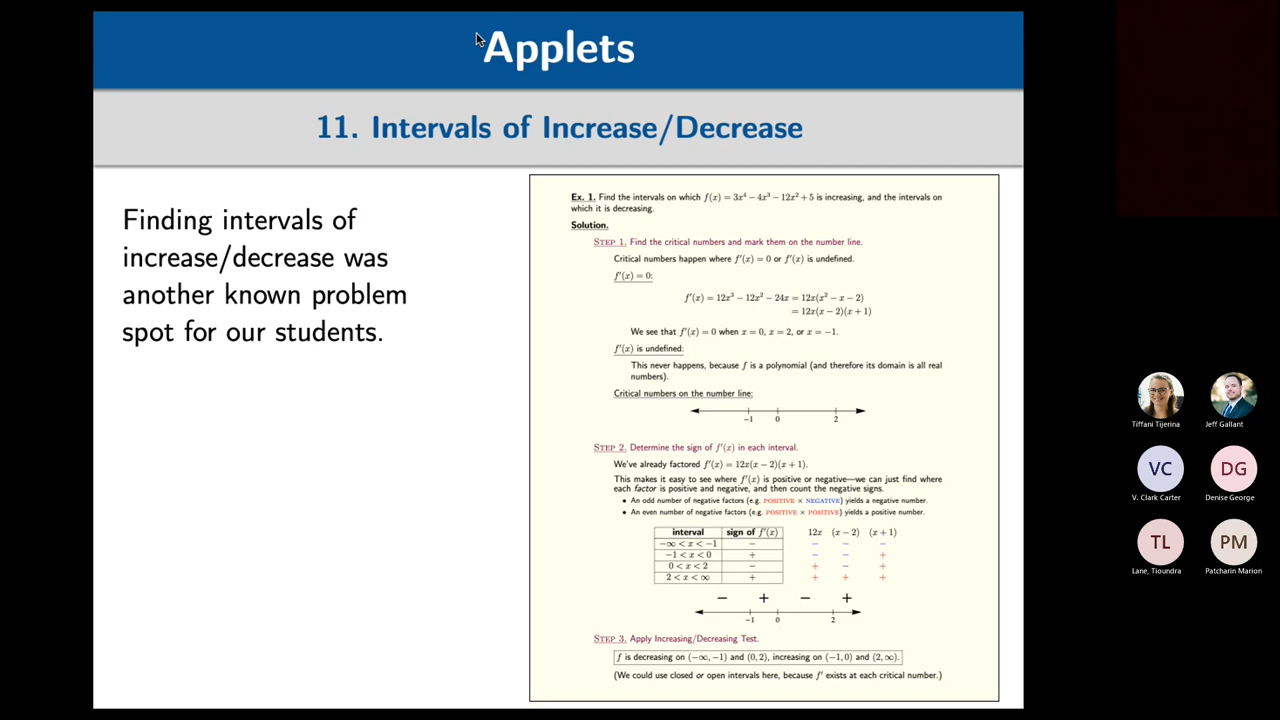 Applets
11. Intervals of Increase/Decrease
Finding intervals of
increase/decrease was
another known problem
spot for our students.
Ex. 1. Find the intervals on which f(x) = 3x⁴ − 4x³ − 12x² + 5 is increasing, and the intervals on
which it is decreasing.
Solution.
STEP 1. Find the critical numbers and mark them on the number line.
Critical numbers happen where f′(x) = 0 or f′(x) is undefined.
f′(x) = 0:
f′(x) = 12x³ − 12x² − 24x = 12x(x² − x − 2)
= 12x(x − 2)(x + 1)
We see that f′(x) = 0 when x = 0, x = 2, or x = −1.
f′(x) is undefined:
This never happens, because f is a polynomial (and therefore its domain is all real
numbers).
Critical numbers on the number line:
−1 0 2
STEP 2. Determine the sign of f′(x) in each interval.
We've already factored f′(x) = 12x(x − 2)(x + 1).
This makes it easy to see where f′(x) is positive or negative—we can just find where
each factor is positive and negative, and then count the negative signs.
• An odd number of negative factors (e.g. POSITIVE × NEGATIVE) yields a negative number.
• An even number of negative factors (e.g. POSITIVE × POSITIVE) yields a positive number.
interval sign of f′(x) 12x (x − 2) (x + 1)
−∞ < x < −1 − − − −
−1 < x < 0 + − − +
0 < x < 2 − + − +
2 < x < ∞ + + + +
− + − +
−1 0 2
STEP 3. Apply Increasing/Decreasing Test.
f is decreasing on (−∞, −1) and (0, 2), increasing on (−1, 0) and (2, ∞).
(We could use closed or open intervals here, because f′ exists at each critical number.)
Tiffani Tijerina Jeff Gallant
VC DG
V. Clark Carter Denise George
TL PM
Lane, Tioundra Patcharin Marion